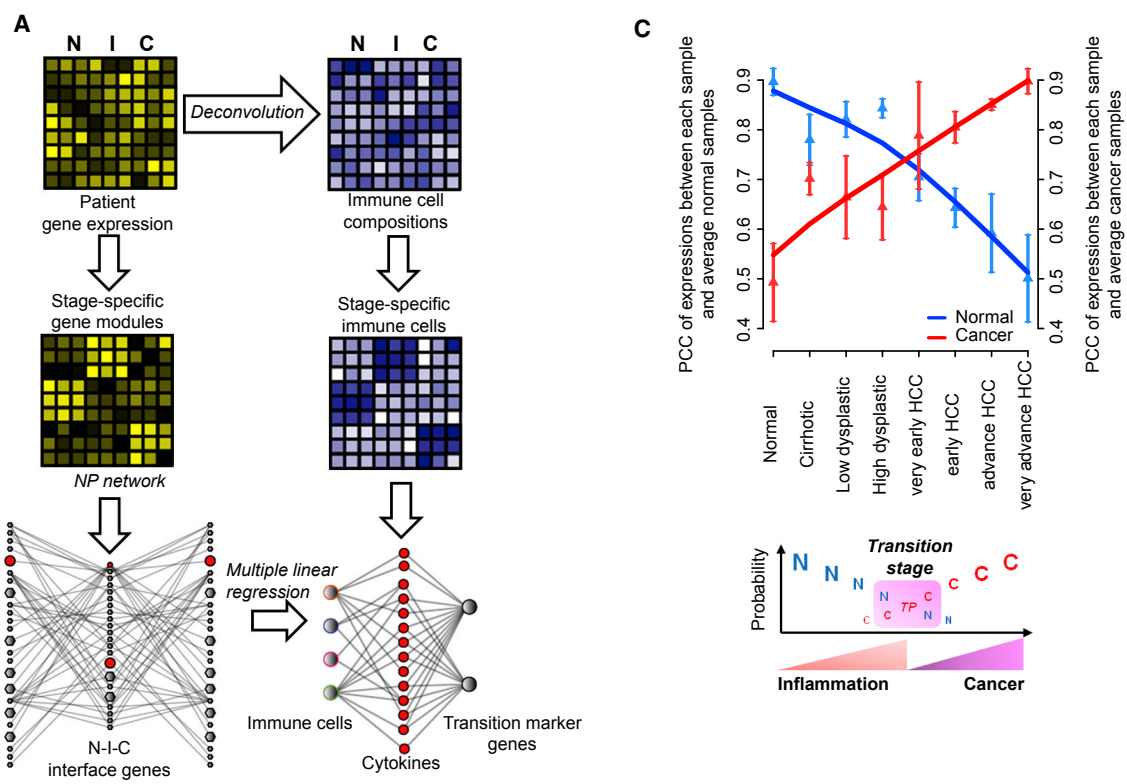 A
N I C
N I C
Deconvolution
Patient
gene expression
Immune cell
compositions
Stage-specific
gene modules
Stage-specific
immune cells
NP network
Multiple linear
regression
N-I-C
interface genes
Immune cells
Cytokines
Transition marker
genes
C
PCC of expressions between each sample
and average normal samples
0.9
0.8
0.7
0.6
0.5
0.4
Normal
Cancer
0.9
0.8
0.7
0.6
0.5
0.4
PCC of expressions between each sample
and average cancer samples
Normal
Cirrhotic
Low dysplastic
High dysplastic
very early HCC
early HCC
advance HCC
very advance HCC
Probability
Transition
stage
N N N C C C
N C
TP
C C N N
Inflammation
Cancer